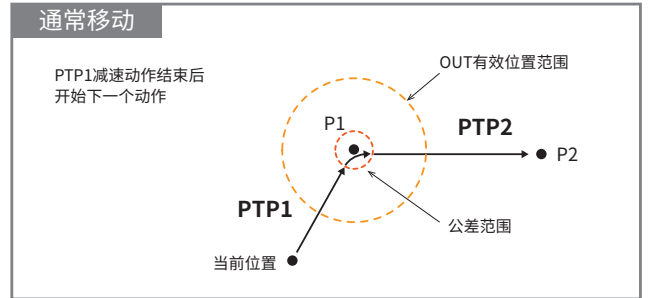 通常移动
PTP1减速动作结束后
开始下一个动作
OUT有效位置范围
P1
PTP2
P2
PTP1
公差范围
当前位置